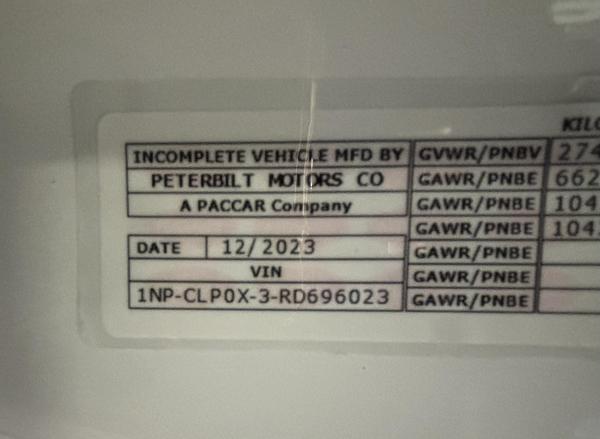 KILO
INCOMPLETE VEHICLE MFD BY GVWR/PNBV 274
PETERBILT MOTORS CO GAWR/PNBE 662
A PACCAR Company GAWR/PNBE 104
GAWR/PNBE 104
DATE 12/2023 GAWR/PNBE
VIN GAWR/PNBE
1NP-CLP0X-3-RD696023 GAWR/PNBE